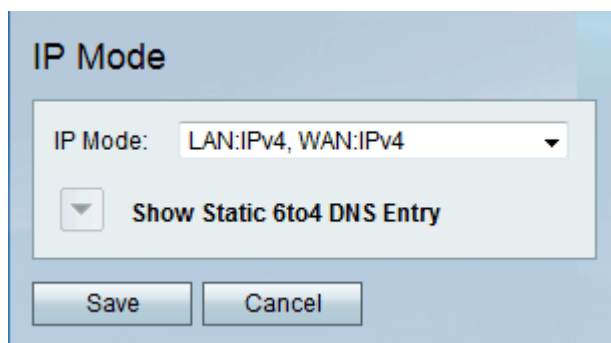 IP Mode
IP Mode: LAN:IPv4, WAN:IPv4
Show Static 6to4 DNS Entry
Save Cancel